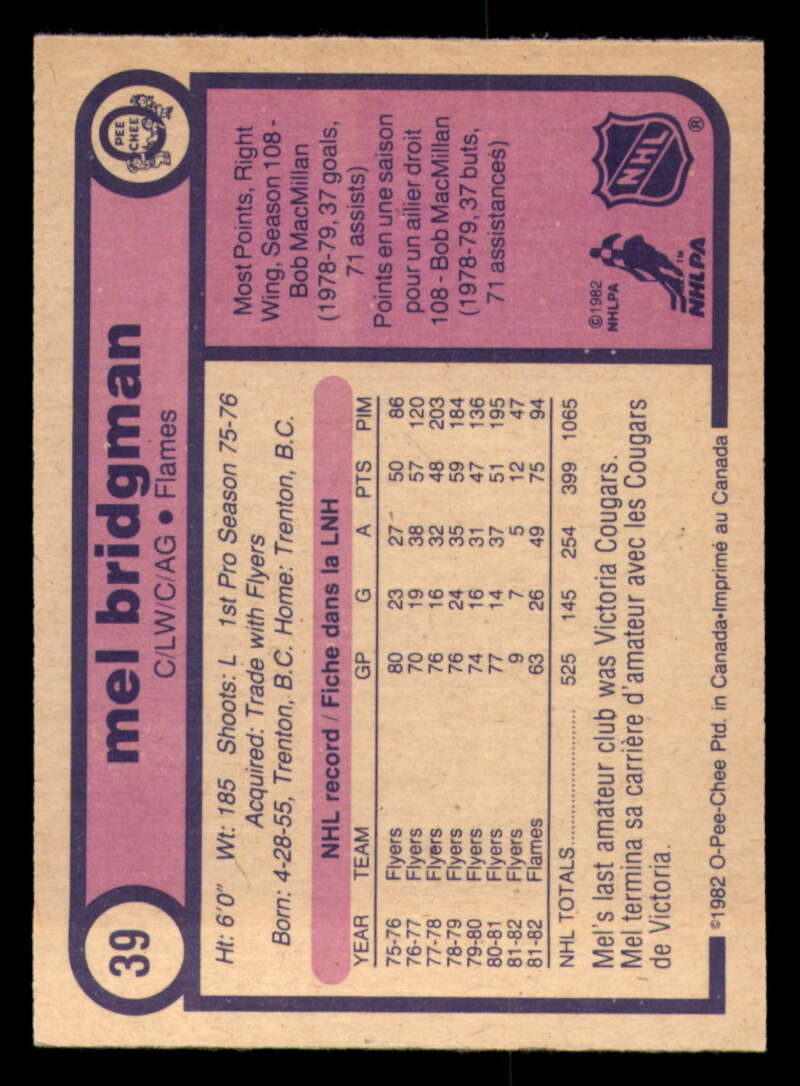 39
mel bridgman
C/LW/C/AG • Flames
O
PEE
CHEE
Ht: 6'0" Wt: 185 Shoots: L 1st Pro Season 75-76
Acquired: Trade with Flyers
Born: 4-28-55, Trenton, B.C. Home: Trenton, B.C.
NHL record / Fiche dans la LNH
YEAR TEAM GP G A PTS PIM
75-76 Flyers 80 23 27 50 86
76-77 Flyers 70 19 38 57 120
77-78 Flyers 76 16 32 48 203
78-79 Flyers 76 24 35 59 184
79-80 Flyers 74 16 31 47 136
80-81 Flyers 77 14 37 51 195
81-82 Flyers 9 7 5 12 47
81-82 Flames 63 26 49 75 94
NHL TOTALS.................... 525 145 254 399 1065
Mel's last amateur club was Victoria Cougars.
Mel termina sa carrière d'amateur avec les Cougars
de Victoria.
Most Points, Right
Wing, Season 108 -
Bob MacMillan
(1978-79, 37 goals,
71 assists)
Points en une saison
pour un ailier droit
108 - Bob MacMillan
(1978-79, 37 buts,
71 assistances)
©1982
NHLPA
NHLPA™
NHL ®
©1982 O-Pee-Chee Ptd. in Canada•Imprimé au Canada